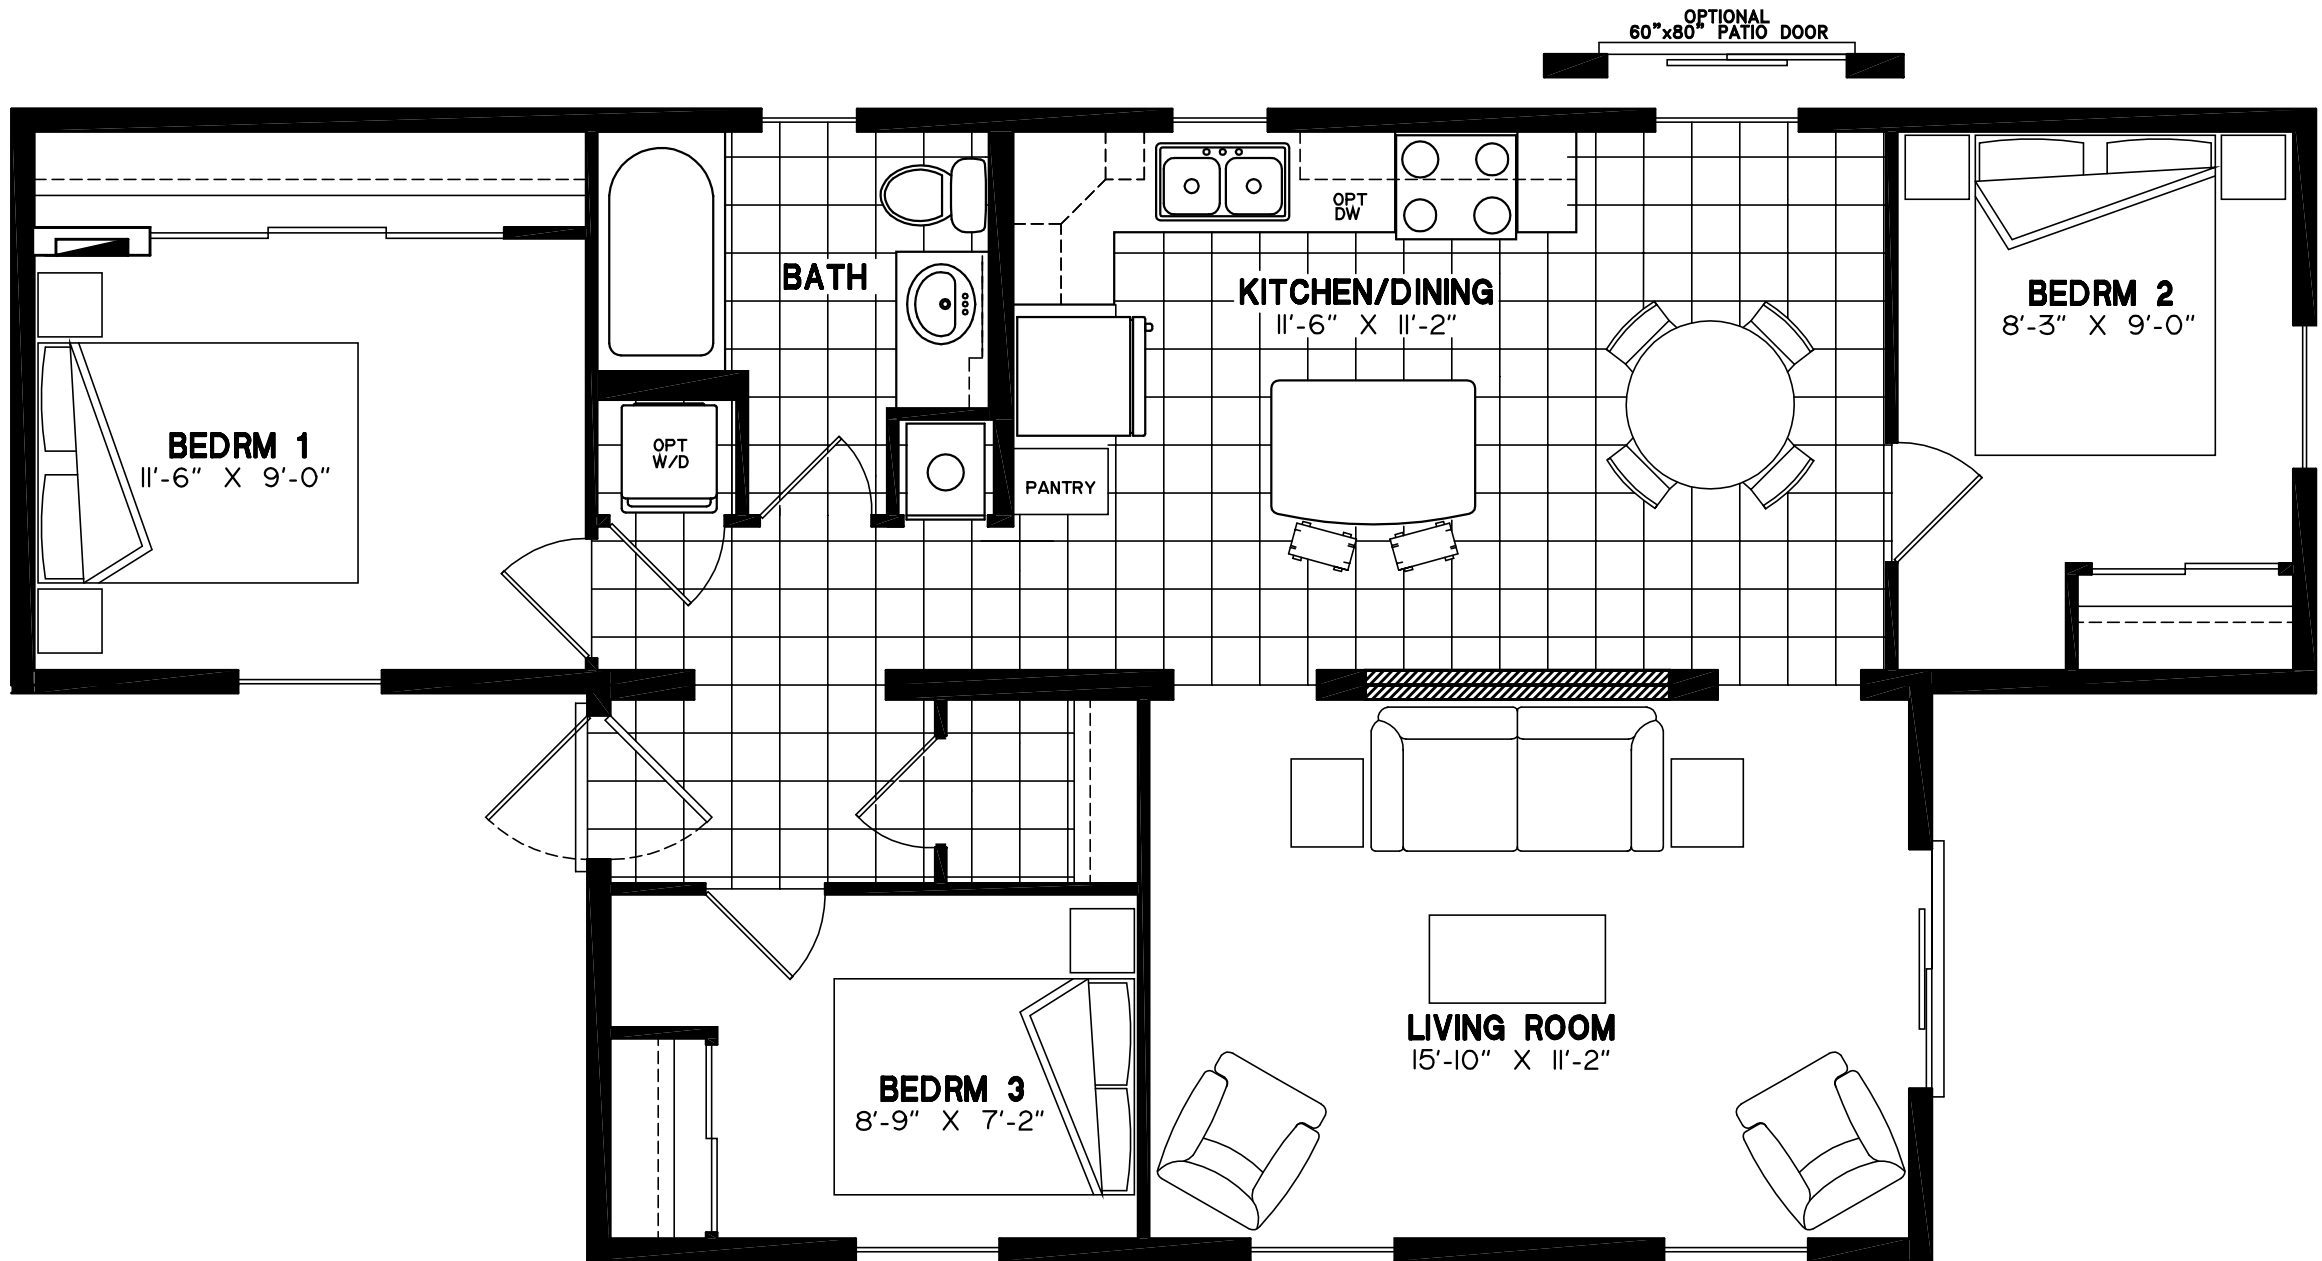 OPTIONAL
60"x80" PATIO DOOR
OPT
DW
BATH
KITCHEN/DINING
11'-6" X 11'-2"
BEDRM 2
8'-3" X 9'-0"
BEDRM 1
11'-6" X 9'-0"
OPT
W/D
PANTRY
LIVING ROOM
15'-10" X 11'-2"
BEDRM 3
8'-9" X 7'-2"